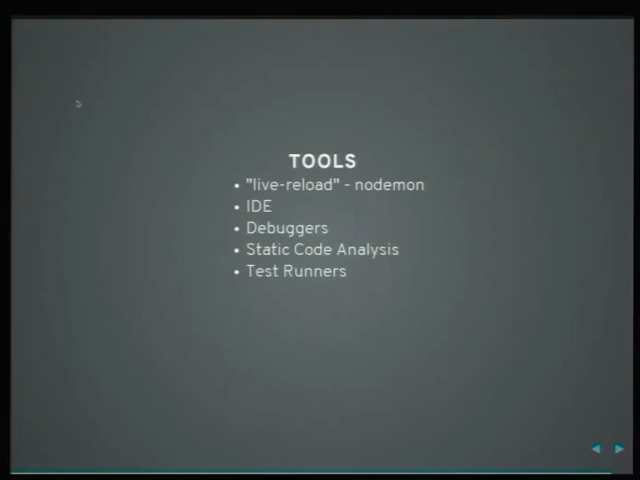 TOOLS
• "live-reload" - nodemon
• IDE
• Debuggers
• Static Code Analysis
• Test Runners